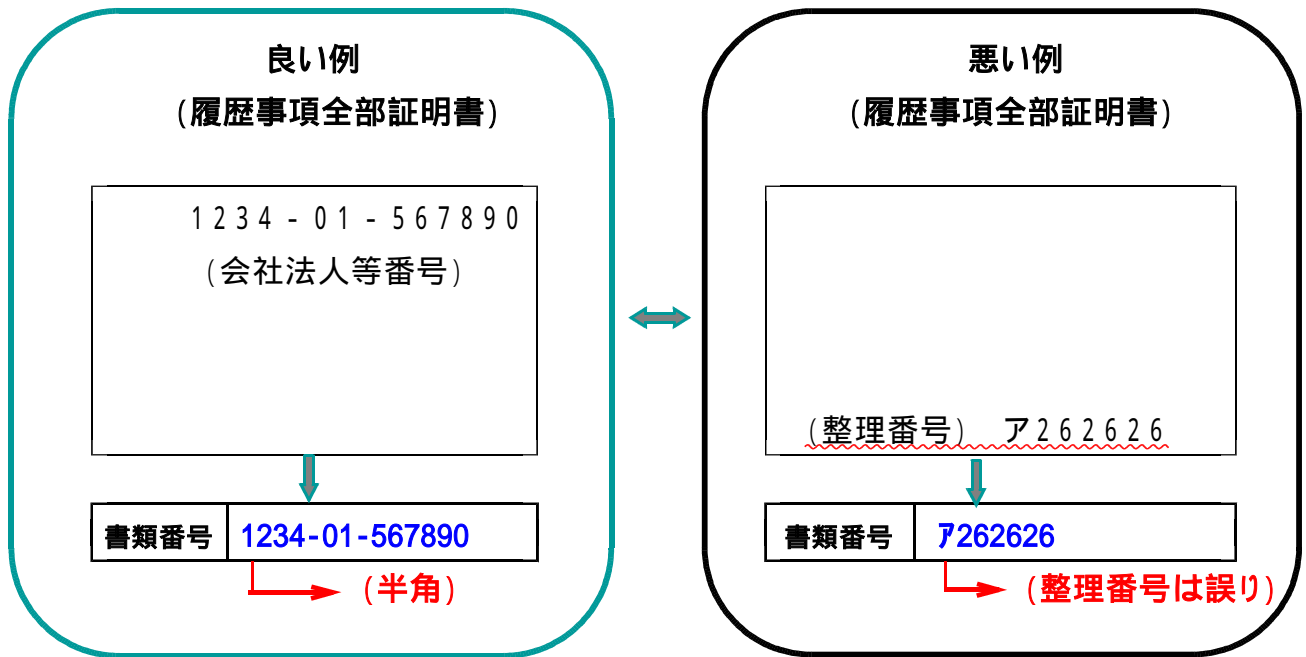 良い例
(履歴事項全部証明書)
1234-01-567890
(会社法人等番号)
書類番号 1234-01-567890
(半角)
悪い例
(履歴事項全部証明書)
(整理番号) ア262626
書類番号 ｱ262626
(整理番号は誤り)